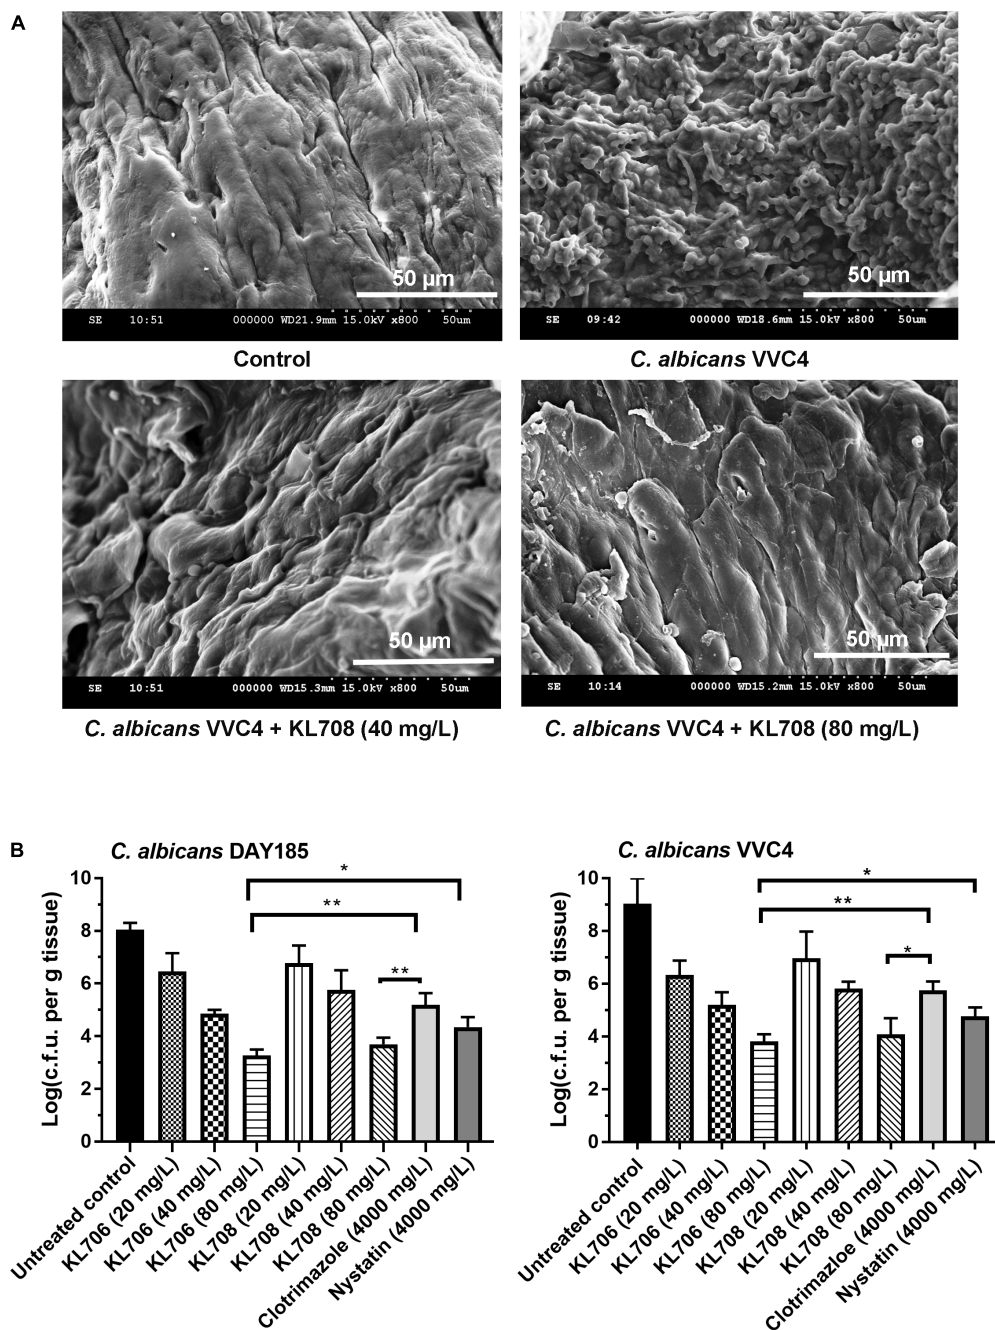 A
50 µm
SE 10:51 000000 WD21.9mm 15.0kV x800 50um
Control
50 µm
SE 09:42 000000 WD18.6mm 15.0kV x800 50um
C. albicans VVC4
50 µm
SE 10:51 000000 WD15.3mm 15.0kV x800 50um
C. albicans VVC4 + KL708 (40 mg/L)
50 µm
SE 10:14 000000 WD15.2mm 15.0kV x800 50um
C. albicans VVC4 + KL708 (80 mg/L)
B
C. albicans DAY185
Log(c.f.u. per g tissue)
10
8
6
4
2
0
*
**
**
Untreated control
KL706 (20 mg/L)
KL706 (40 mg/L)
KL706 (80 mg/L)
KL708 (20 mg/L)
KL708 (40 mg/L)
KL708 (80 mg/L)
Clotrimazole (4000 mg/L)
Nystatin (4000 mg/L)
C. albicans VVC4
Log(c.f.u. per g tissue)
10
8
6
4
2
0
*
**
*
Untreated control
KL706 (20 mg/L)
KL706 (40 mg/L)
KL706 (80 mg/L)
KL708 (20 mg/L)
KL708 (40 mg/L)
KL708 (80 mg/L)
Clotrimazloe (4000 mg/L)
Nystatin (4000 mg/L)